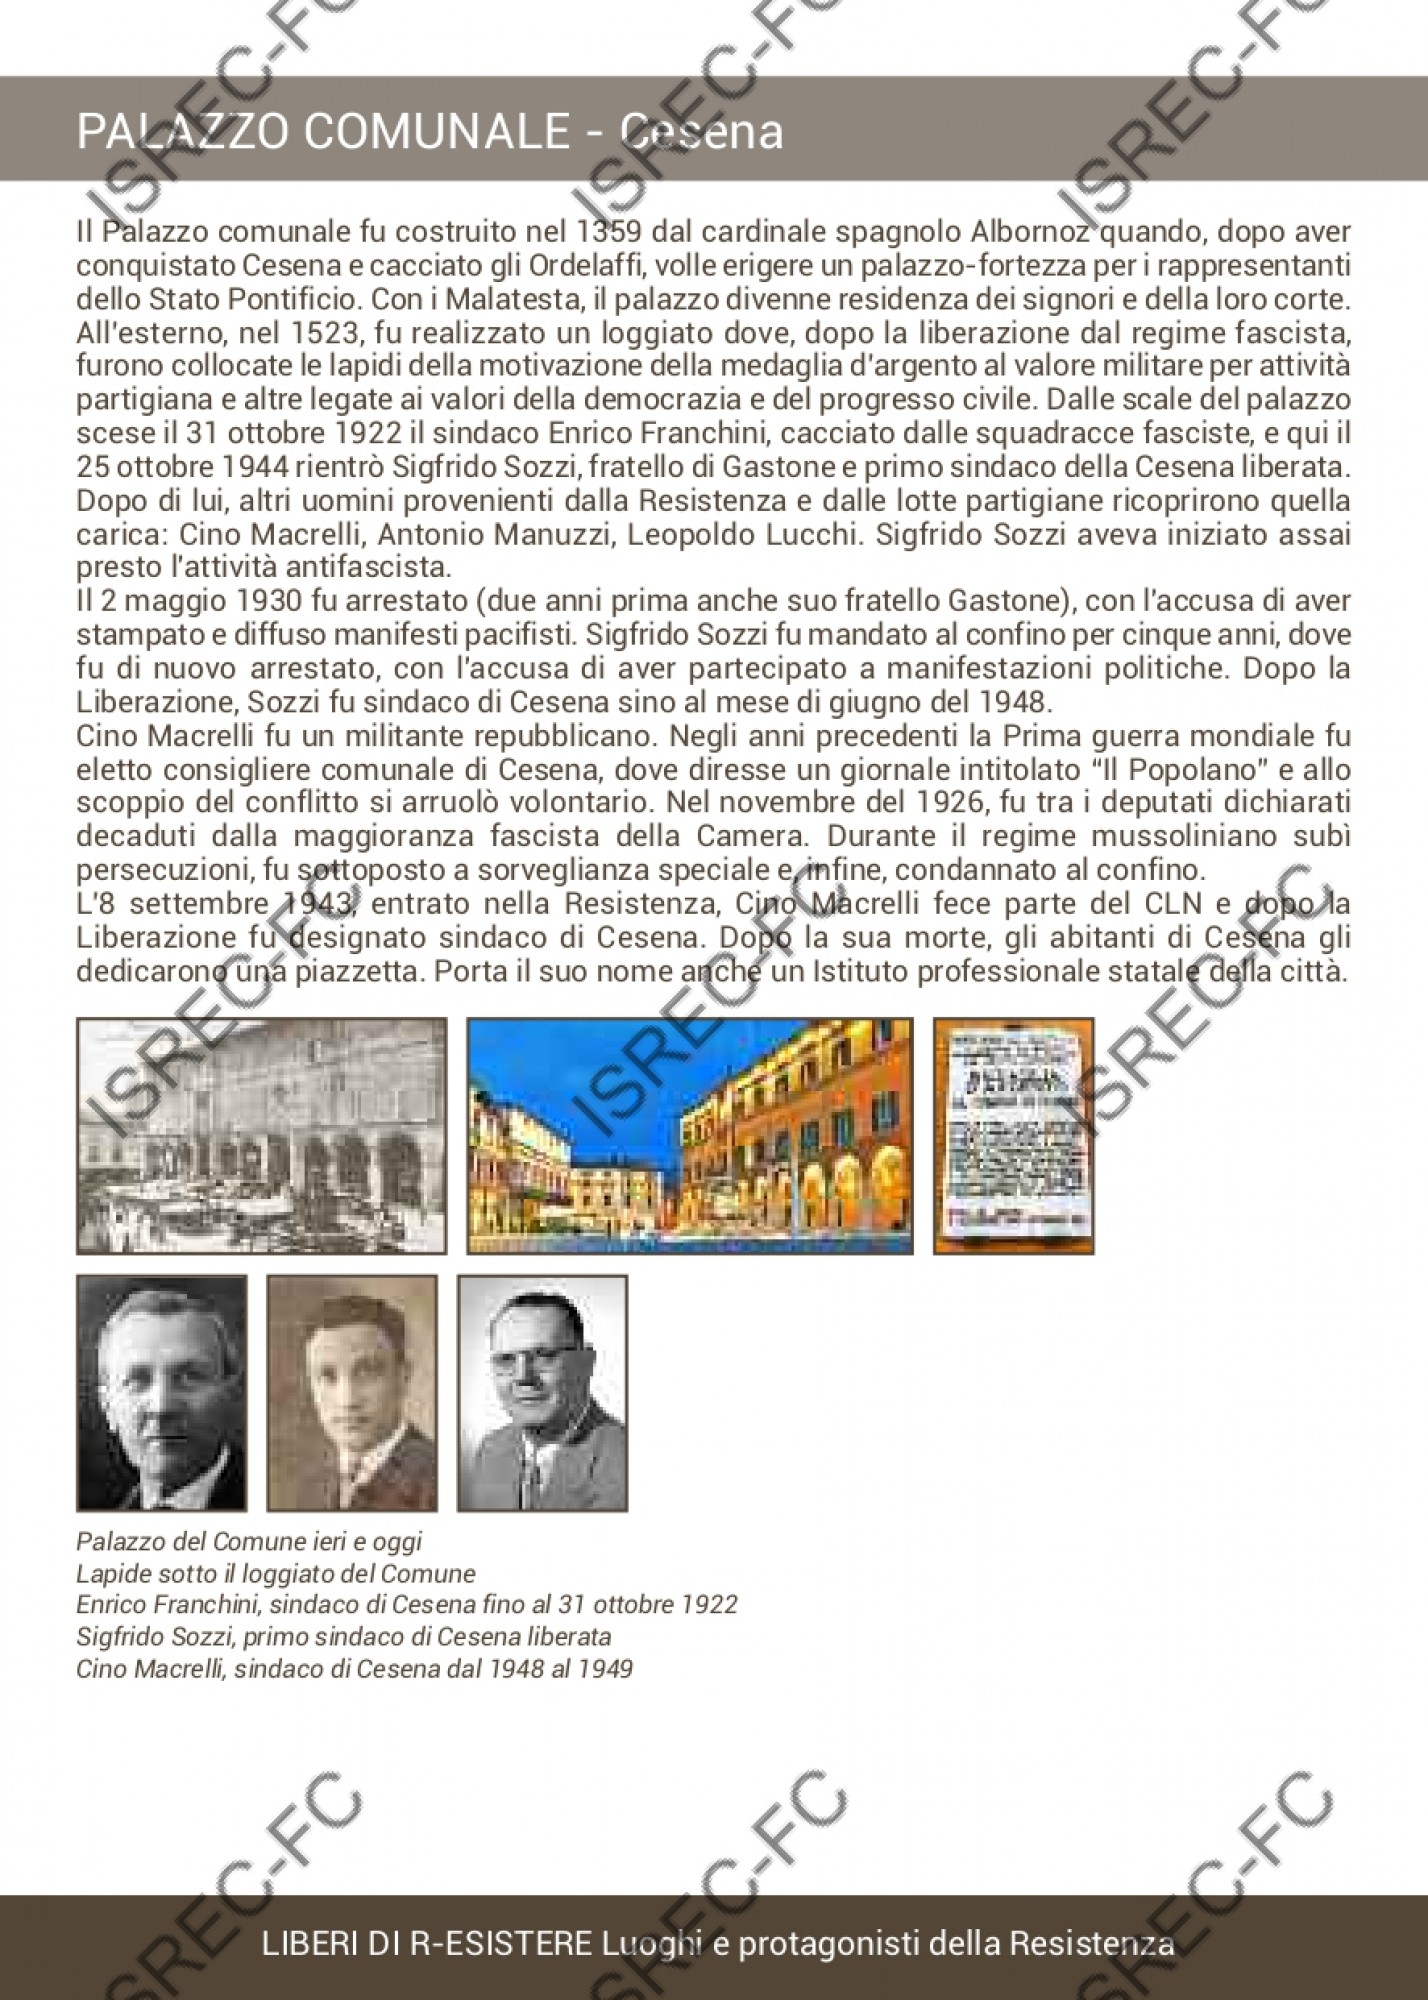 PALAZZO COMUNALE - Cesena
Il Palazzo comunale fu costruito nel 1359 dal cardinale spagnolo Albornoz quando, dopo aver
conquistato Cesena e cacciato gli Ordelaffi, volle erigere un palazzo-fortezza per i rappresentanti
dello Stato Pontificio. Con i Malatesta, il palazzo divenne residenza dei signori e della loro corte.
All'esterno, nel 1523, fu realizzato un loggiato dove, dopo la liberazione dal regime fascista,
furono collocate le lapidi della motivazione della medaglia d'argento al valore militare per attività
partigiana e altre legate ai valori della democrazia e del progresso civile. Dalle scale del palazzo
scese il 31 ottobre 1922 il sindaco Enrico Franchini, cacciato dalle squadracce fasciste, e qui il
25 ottobre 1944 rientrò Sigfrido Sozzi, fratello di Gastone e primo sindaco della Cesena liberata.
Dopo di lui, altri uomini provenienti dalla Resistenza e dalle lotte partigiane ricoprirono quella
carica: Cino Macrelli, Antonio Manuzzi, Leopoldo Lucchi. Sigfrido Sozzi aveva iniziato assai
presto l'attività antifascista.
Il 2 maggio 1930 fu arrestato (due anni prima anche suo fratello Gastone), con l'accusa di aver
stampato e diffuso manifesti pacifisti. Sigfrido Sozzi fu mandato al confino per cinque anni, dove
fu di nuovo arrestato, con l'accusa di aver partecipato a manifestazioni politiche. Dopo la
Liberazione, Sozzi fu sindaco di Cesena sino al mese di giugno del 1948.
Cino Macrelli fu un militante repubblicano. Negli anni precedenti la Prima guerra mondiale fu
eletto consigliere comunale di Cesena, dove diresse un giornale intitolato “Il Popolano” e allo
scoppio del conflitto si arruolò volontario. Nel novembre del 1926, fu tra i deputati dichiarati
decaduti dalla maggioranza fascista della Camera. Durante il regime mussoliniano subì
persecuzioni, fu sottoposto a sorveglianza speciale e, infine, condannato al confino.
L'8 settembre 1943, entrato nella Resistenza, Cino Macrelli fece parte del CLN e dopo la
Liberazione fu designato sindaco di Cesena. Dopo la sua morte, gli abitanti di Cesena gli
dedicarono una piazzetta. Porta il suo nome anche un Istituto professionale statale della città.
Palazzo del Comune ieri e oggi
Lapide sotto il loggiato del Comune
Enrico Franchini, sindaco di Cesena fino al 31 ottobre 1922
Sigfrido Sozzi, primo sindaco di Cesena liberata
Cino Macrelli, sindaco di Cesena dal 1948 al 1949
LIBERI DI R-ESISTERE Luoghi e protagonisti della Resistenza
ISREC-FC
ISREC-FC
ISREC-FC
ISREC-FC
ISREC-FC
ISREC-FC
ISREC-FC
ISREC-FC
ISREC-FC